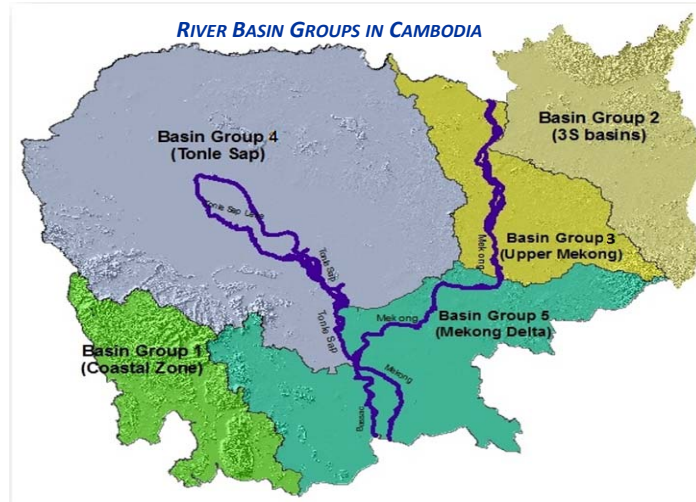 RIVER BASIN GROUPS IN CAMBODIA
Basin Group 2
(3S basins)
Basin Group 4
(Tonle Sap)
Tonle Sap Lake
Tonle Sap
Mekong
Basin Group 3
(Upper Mekong)
Tonle Sap
Mekong
Basin Group 5
(Mekong Delta)
Basin Group 1
(Coastal Zone)
Mekong
Bassac